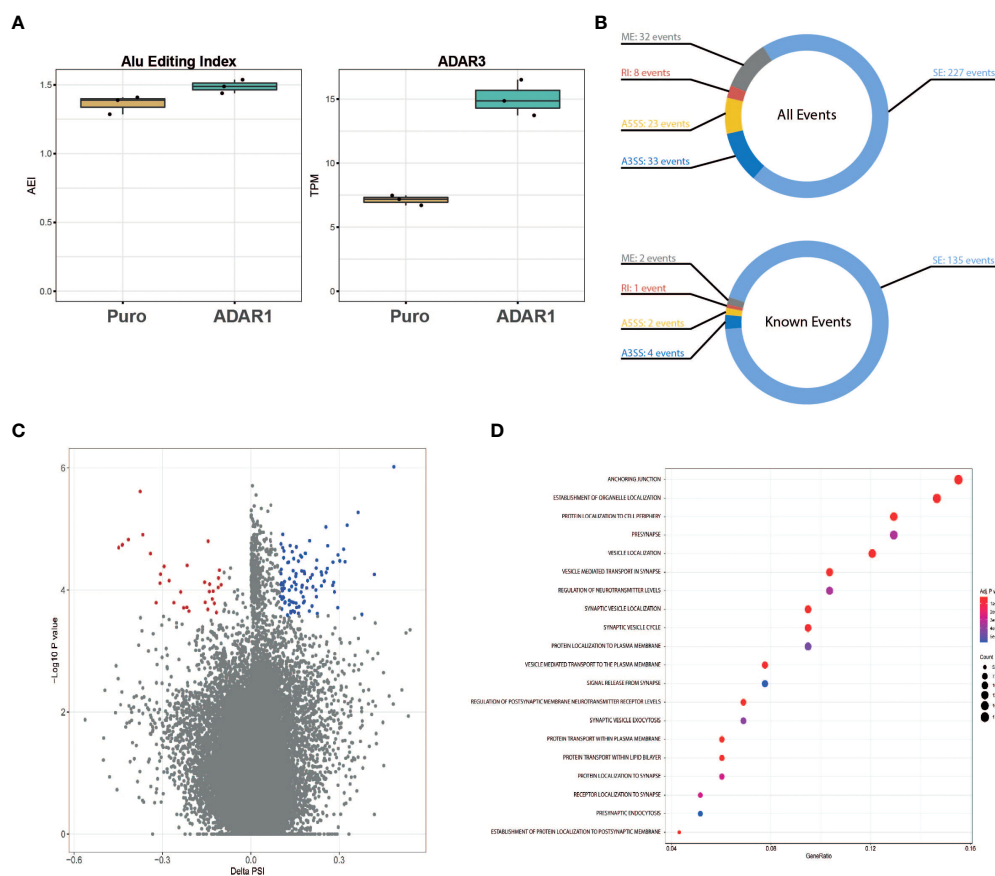 A
Alu Editing Index
AEI
1.5
1.0
0.5
0.0
Puro
ADAR1
ADAR3
TPM
15
10
5
0
Puro
ADAR1
B
ME: 32 events
RI: 8 events
A5SS: 23 events
A3SS: 33 events
SE: 227 events
All Events
ME: 2 events
RI: 1 event
A5SS: 2 events
A3SS: 4 events
SE: 135 events
Known Events
C
−Log10 P value
6
4
2
0
−0.6
−0.3
0.0
0.3
Delta PSI
D
ANCHORING JUNCTION
ESTABLISHMENT OF ORGANELLE LOCALIZATION
PROTEIN LOCALIZATION TO CELL PERIPHERY
PRESYNAPSE
VESICLE LOCALIZATION
VESICLE MEDIATED TRANSPORT IN SYNAPSE
REGULATION OF NEUROTRANSMITTER LEVELS
SYNAPTIC VESICLE LOCALIZATION
SYNAPTIC VESICLE CYCLE
PROTEIN LOCALIZATION TO PLASMA MEMBRANE
VESICLE MEDIATED TRANSPORT TO THE PLASMA MEMBRANE
SIGNAL RELEASE FROM SYNAPSE
REGULATION OF POSTSYNAPTIC MEMBRANE NEUROTRANSMITTER RECEPTOR LEVELS
SYNAPTIC VESICLE EXOCYTOSIS
PROTEIN TRANSPORT WITHIN PLASMA MEMBRANE
PROTEIN TRANSPORT WITHIN LIPID BILAYER
PROTEIN LOCALIZATION TO SYNAPSE
RECEPTOR LOCALIZATION TO SYNAPSE
PRESYNAPTIC ENDOCYTOSIS
ESTABLISHMENT OF PROTEIN LOCALIZATION TO POSTSYNAPTIC MEMBRANE
0.04
0.08
0.12
0.16
GeneRatio
Adj. P v
Count